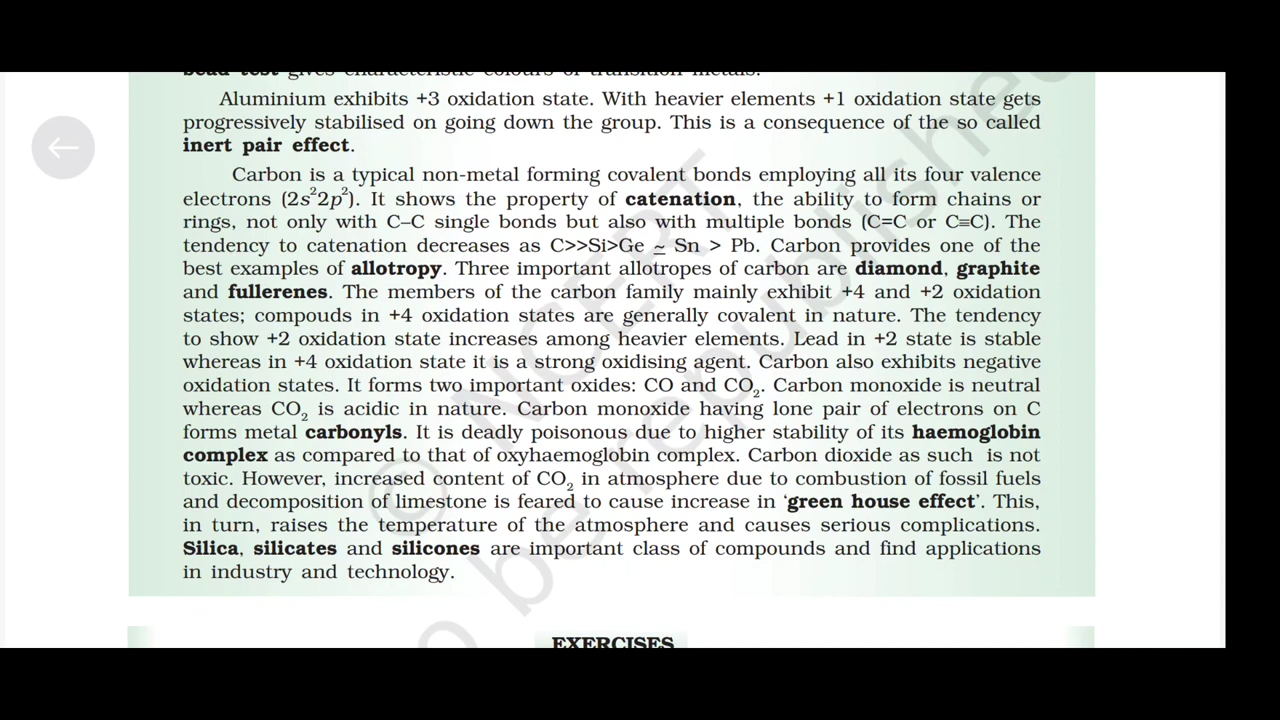 bead test gives characteristic colours of transition metals.
Aluminium exhibits +3 oxidation state. With heavier elements +1 oxidation state gets
progressively stabilised on going down the group. This is a consequence of the so called
inert pair effect.
Carbon is a typical non-metal forming covalent bonds employing all its four valence
electrons (2s²2p²). It shows the property of catenation, the ability to form chains or
rings, not only with C–C single bonds but also with multiple bonds (C=C or C≡C). The
tendency to catenation decreases as C>>Si>Ge ≃ Sn > Pb. Carbon provides one of the
best examples of allotropy. Three important allotropes of carbon are diamond, graphite
and fullerenes. The members of the carbon family mainly exhibit +4 and +2 oxidation
states; compouds in +4 oxidation states are generally covalent in nature. The tendency
to show +2 oxidation state increases among heavier elements. Lead in +2 state is stable
whereas in +4 oxidation state it is a strong oxidising agent. Carbon also exhibits negative
oxidation states. It forms two important oxides: CO and CO₂. Carbon monoxide is neutral
whereas CO₂ is acidic in nature. Carbon monoxide having lone pair of electrons on C
forms metal carbonyls. It is deadly poisonous due to higher stability of its haemoglobin
complex as compared to that of oxyhaemoglobin complex. Carbon dioxide as such is not
toxic. However, increased content of CO₂ in atmosphere due to combustion of fossil fuels
and decomposition of limestone is feared to cause increase in ‘green house effect’. This,
in turn, raises the temperature of the atmosphere and causes serious complications.
Silica, silicates and silicones are important class of compounds and find applications
in industry and technology.
EXERCISES
© NCERT
o be republished